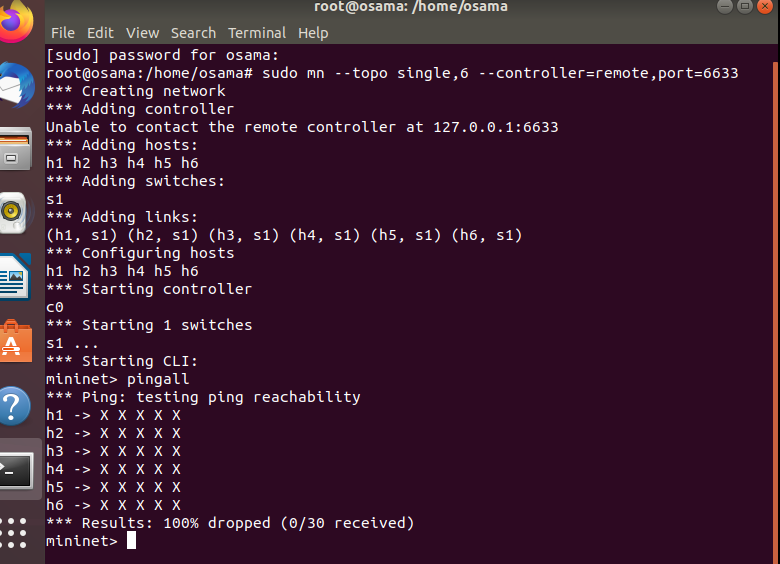 root@osama: /home/osama
File Edit View Search Terminal Help
[sudo] password for osama:
root@osama:/home/osama# sudo mn --topo single,6 --controller=remote,port=6633
*** Creating network
*** Adding controller
Unable to contact the remote controller at 127.0.0.1:6633
*** Adding hosts:
h1 h2 h3 h4 h5 h6
*** Adding switches:
s1
*** Adding links:
(h1, s1) (h2, s1) (h3, s1) (h4, s1) (h5, s1) (h6, s1)
*** Configuring hosts
h1 h2 h3 h4 h5 h6
*** Starting controller
c0
*** Starting 1 switches
s1 ...
*** Starting CLI:
mininet> pingall
*** Ping: testing ping reachability
h1 -> X X X X X
h2 -> X X X X X
h3 -> X X X X X
h4 -> X X X X X
h5 -> X X X X X
h6 -> X X X X X
*** Results: 100% dropped (0/30 received)
mininet>